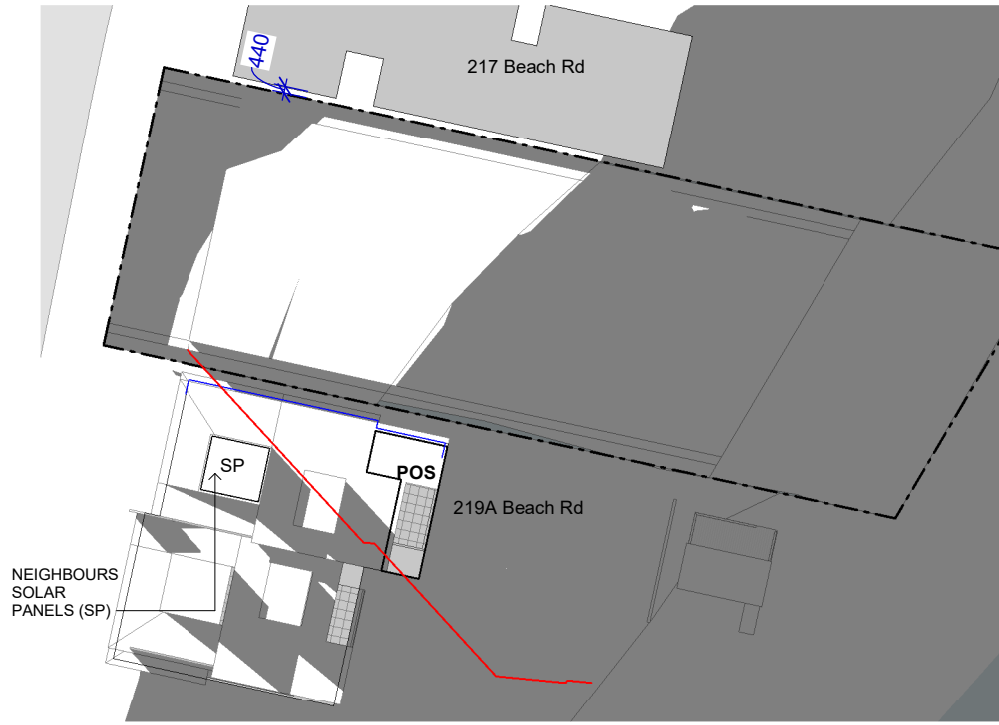 440
217 Beach Rd
SP
POS
219A Beach Rd
NEIGHBOURS
SOLAR
PANELS (SP)